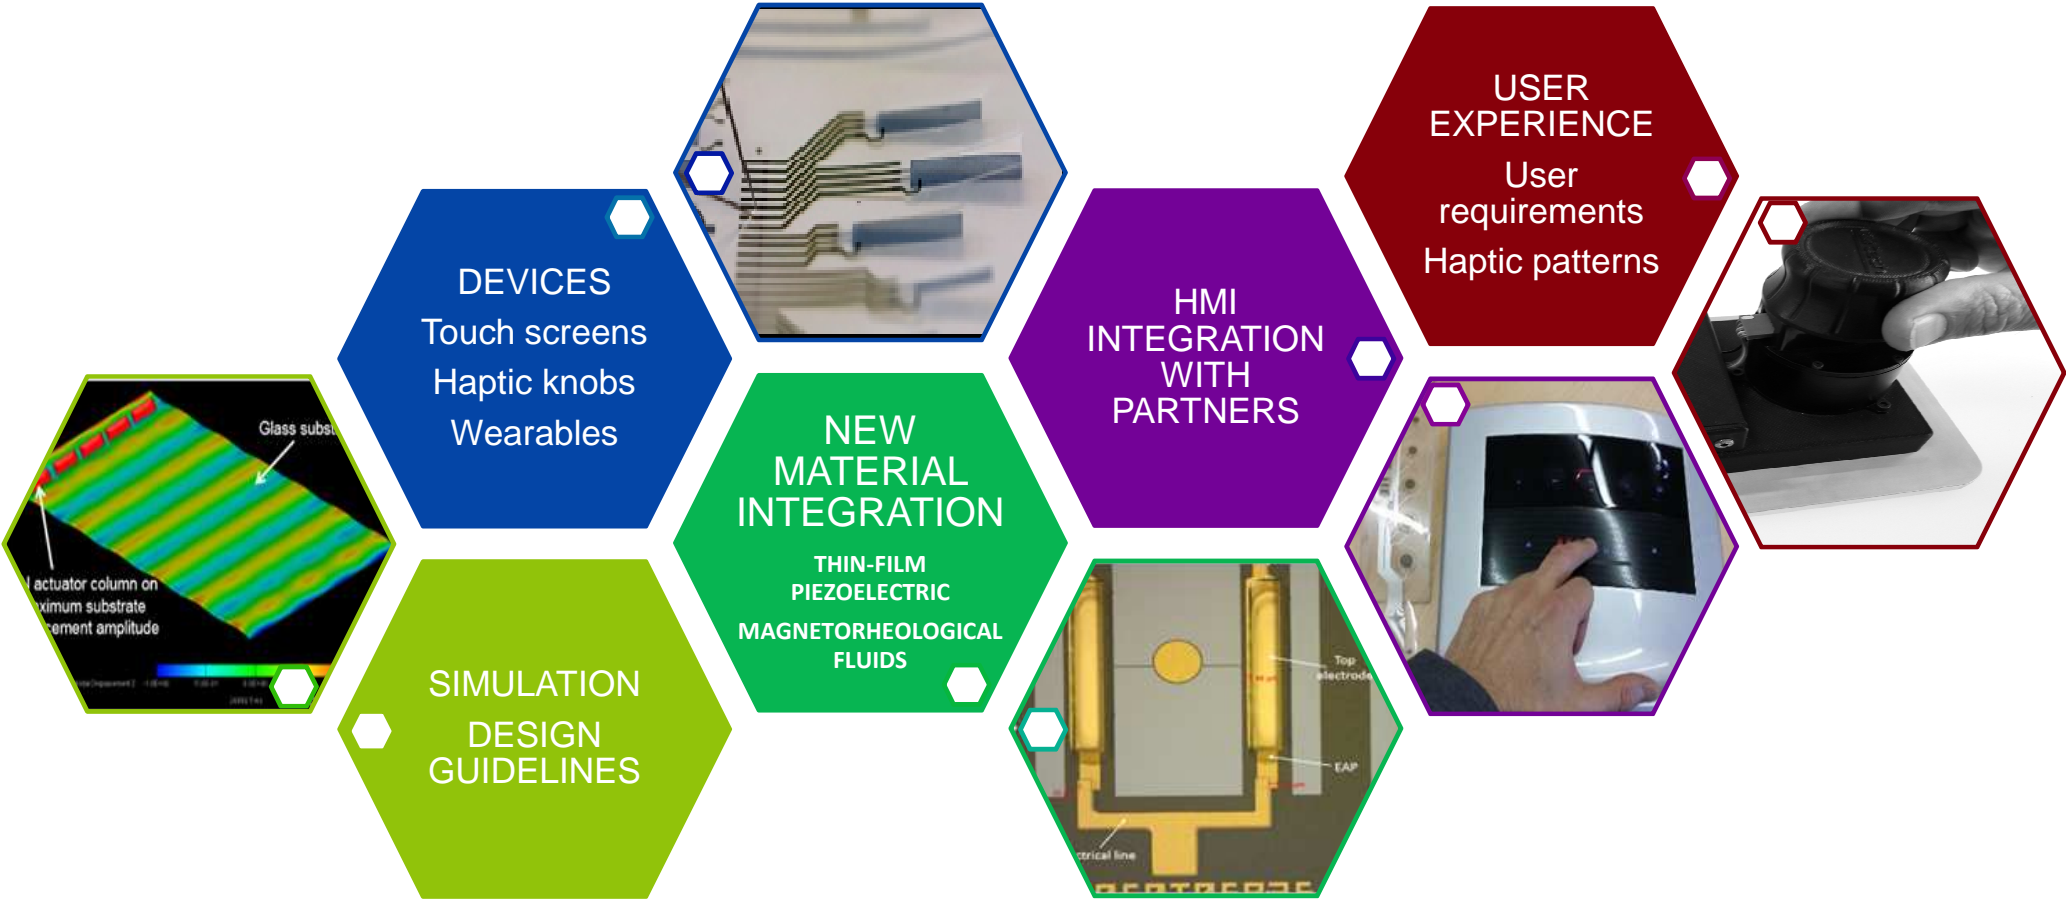 Glass subst
actuator column on
ximum substrate
cement amplitude
DEVICES
Touch screens
Haptic knobs
Wearables
SIMULATION
DESIGN
GUIDELINES
NEW
MATERIAL
INTEGRATION
THIN-FILM
PIEZOELECTRIC
MAGNETORHEOLOGICAL
FLUIDS
HMI
INTEGRATION
WITH
PARTNERS
Top
electrode
EAP
ctrical line
USER
EXPERIENCE
User
requirements
Haptic patterns